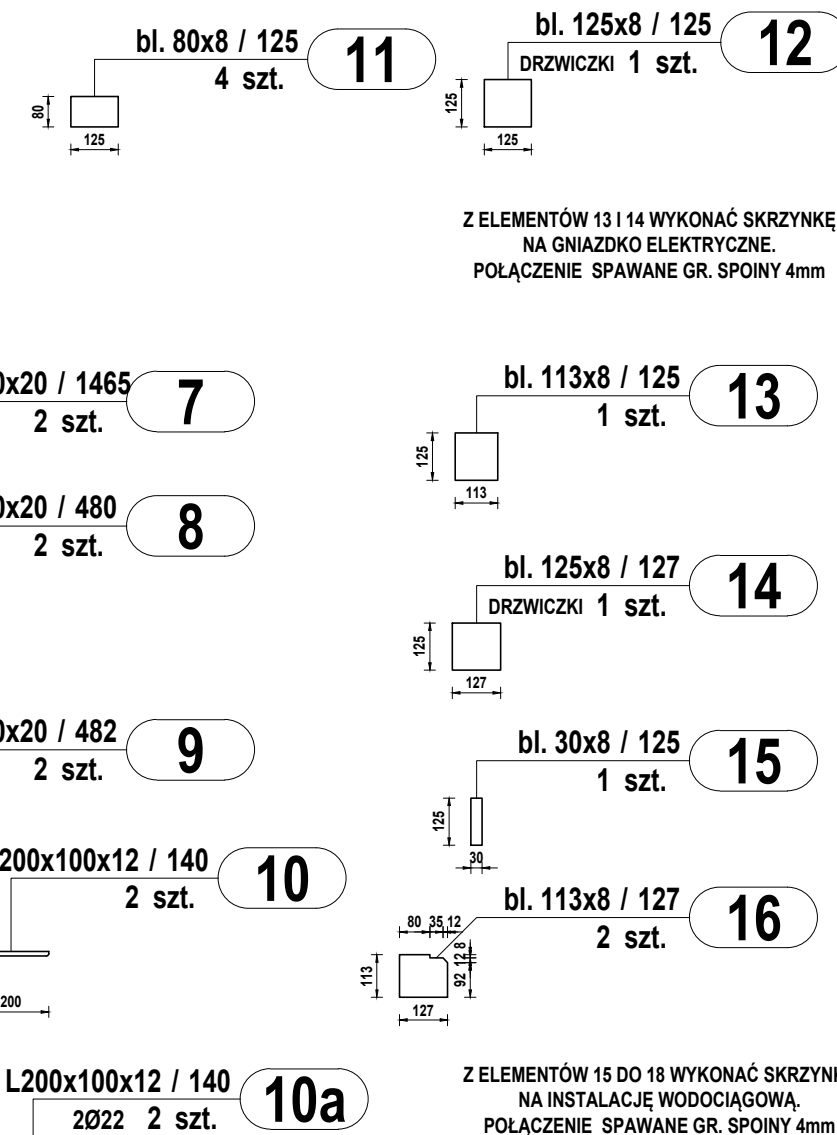 bl. 80x8 / 125
4 szt.
11
80
125
bl. 125x8 / 125
DRZWICZKI 1 szt.
12
125
125
Z ELEMENTÓW 13 I 14 WYKONAĆ SKRZYNKĘ
NA GNIAZDKO ELEKTRYCZNE.
POŁĄCZENIE SPAWANE GR. SPOINY 4mm
0x20 / 1465
2 szt.
7
bl. 113x8 / 125
1 szt.
13
125
113
0x20 / 480
2 szt.
8
bl. 125x8 / 127
DRZWICZKI 1 szt.
14
125
127
0x20 / 482
2 szt.
9
bl. 30x8 / 125
1 szt.
15
125
30
200x100x12 / 140
2 szt.
10
200
bl. 113x8 / 127
2 szt.
16
80 35 12
113
92 12 8
127
L200x100x12 / 140
2Ø22 2 szt.
10a
Z ELEMENTÓW 15 DO 18 WYKONAĆ SKRZYN
NA INSTALACJĘ WODOCIĄGOWĄ.
POŁĄCZENIE SPAWANE GR. SPOINY 4mm